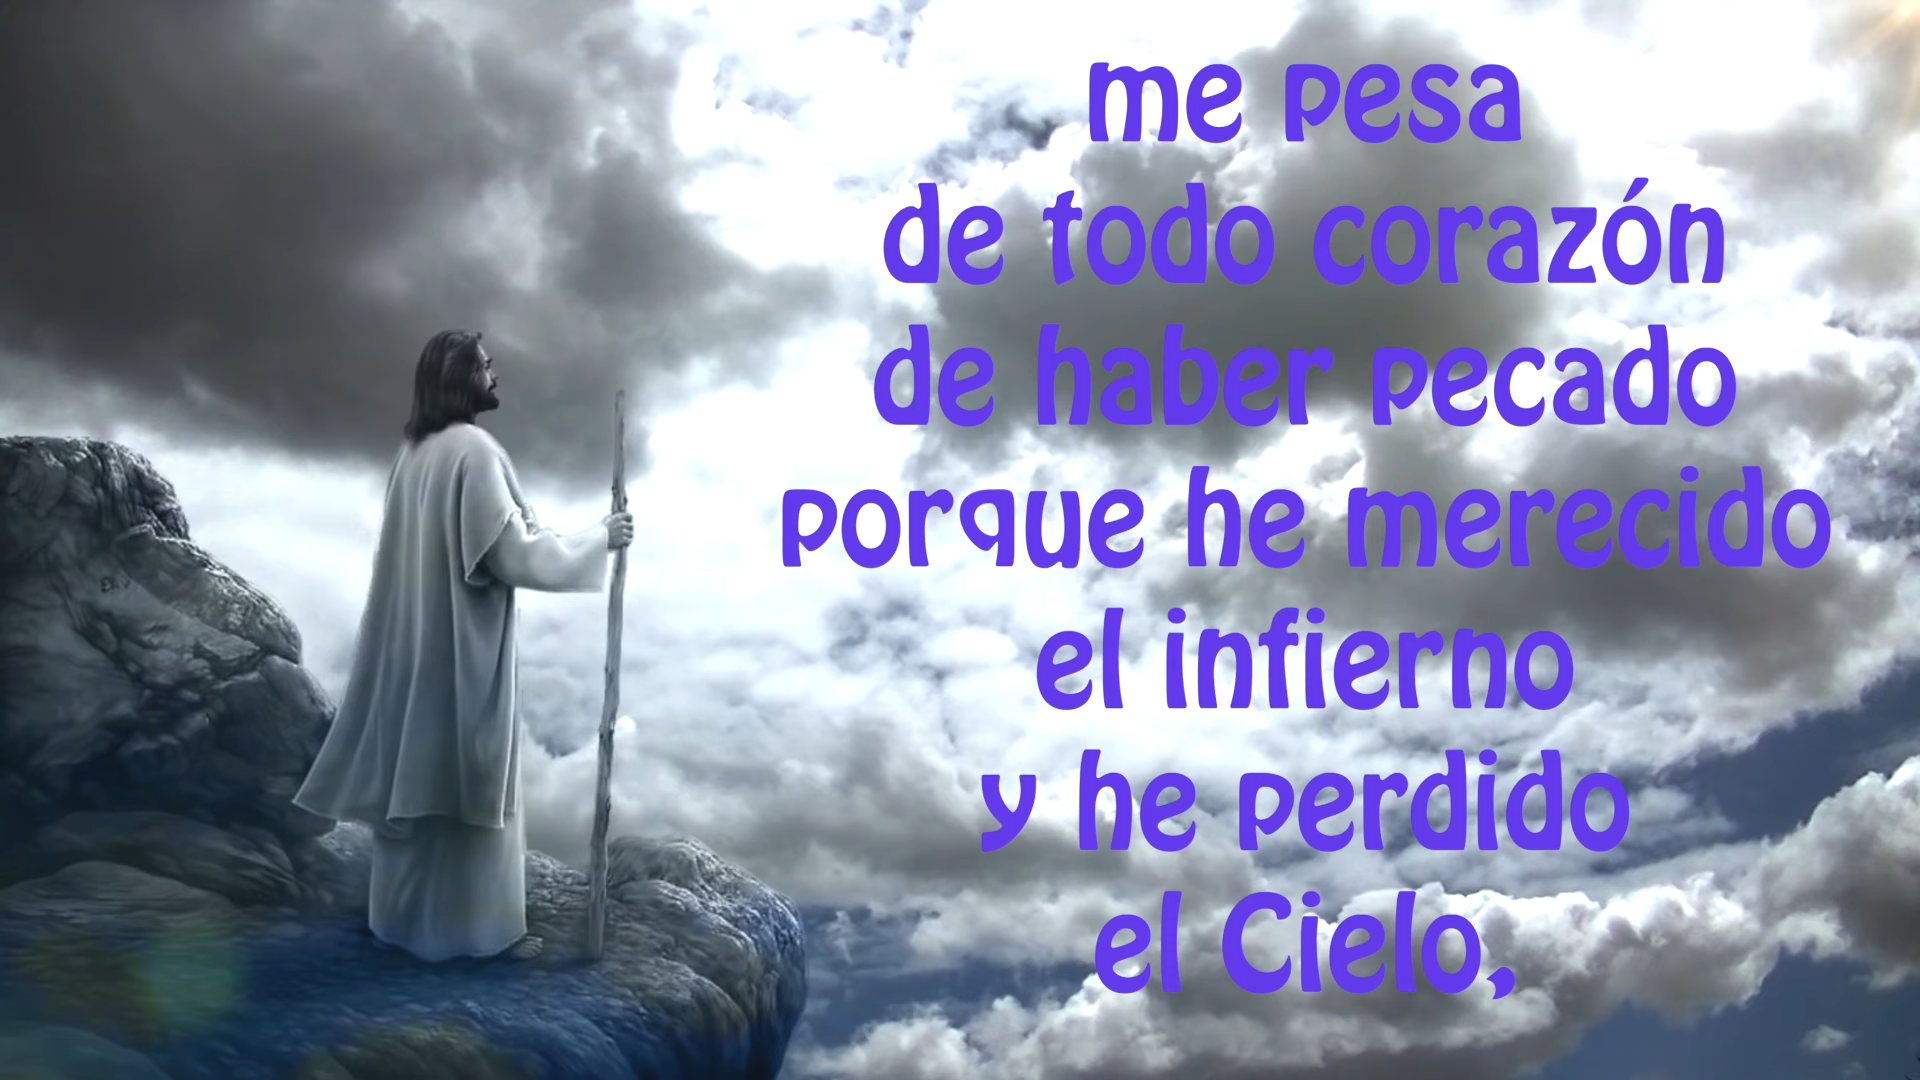 me pesa
de todo corazón
de haber pecado
porque he merecido
el infierno
y he perdido
el Cielo,